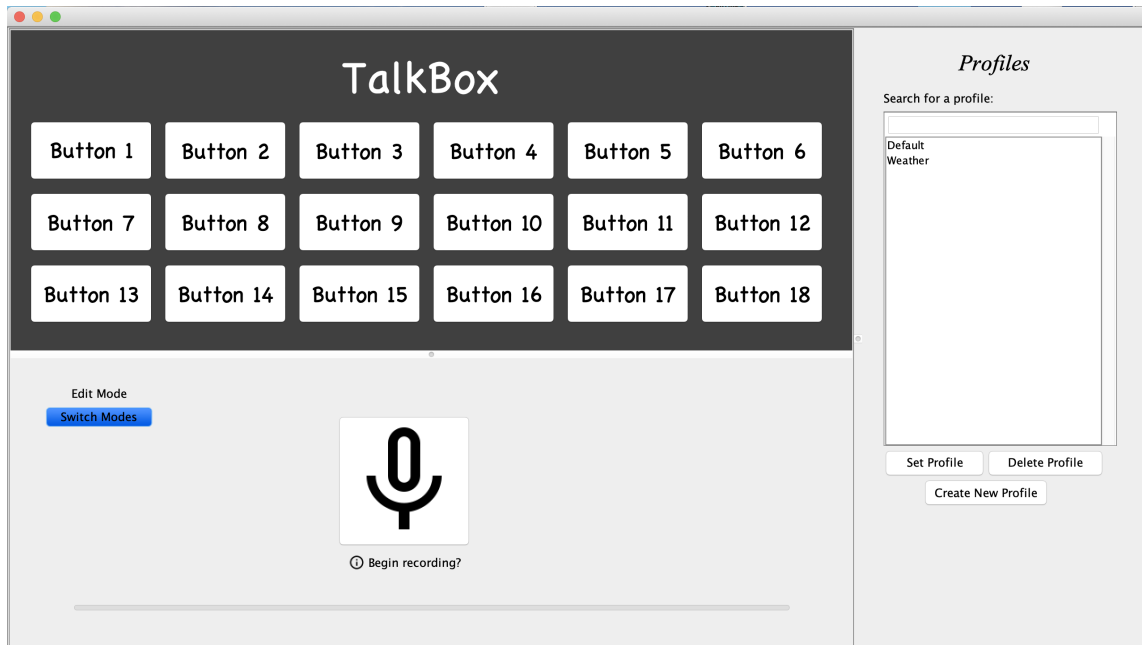 TalkBox
Button 1 Button 2 Button 3 Button 4 Button 5 Button 6
Button 7 Button 8 Button 9 Button 10 Button 11 Button 12
Button 13 Button 14 Button 15 Button 16 Button 17 Button 18
Edit Mode
Switch Modes
Begin recording?
Profiles
Search for a profile:
Default
Weather
Set Profile Delete Profile
Create New Profile